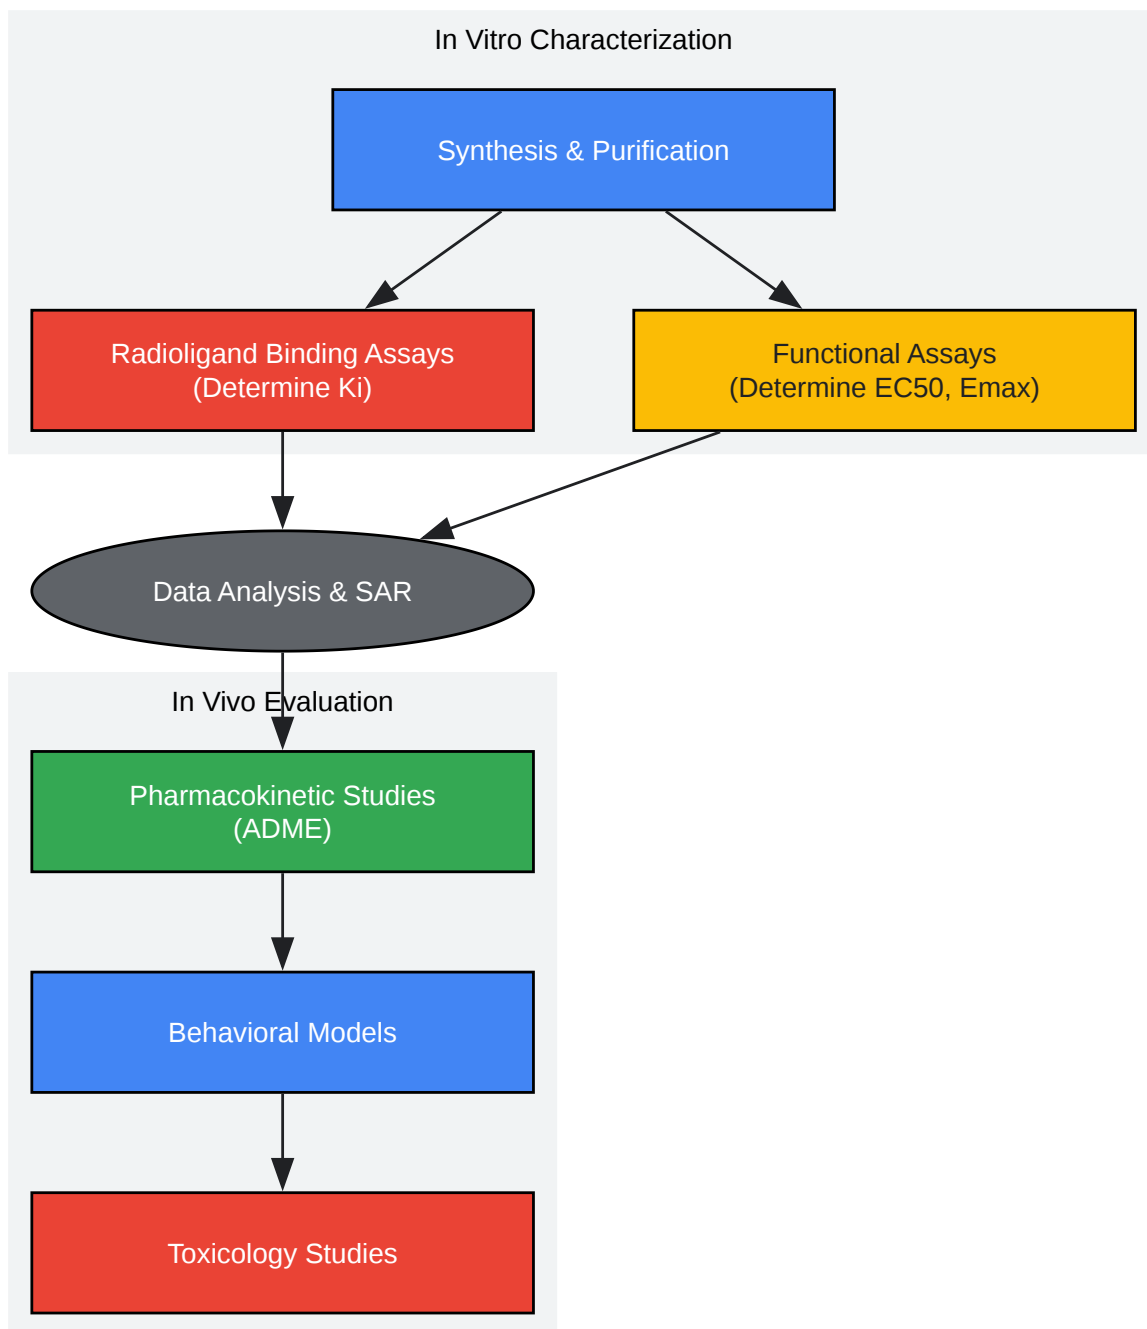 In Vitro Characterization
Synthesis & Purification
Radioligand Binding Assays
(Determine Ki)
Functional Assays
(Determine EC50, Emax)
Data Analysis & SAR
In Vivo Evaluation
Pharmacokinetic Studies
(ADME)
Behavioral Models
Toxicology Studies